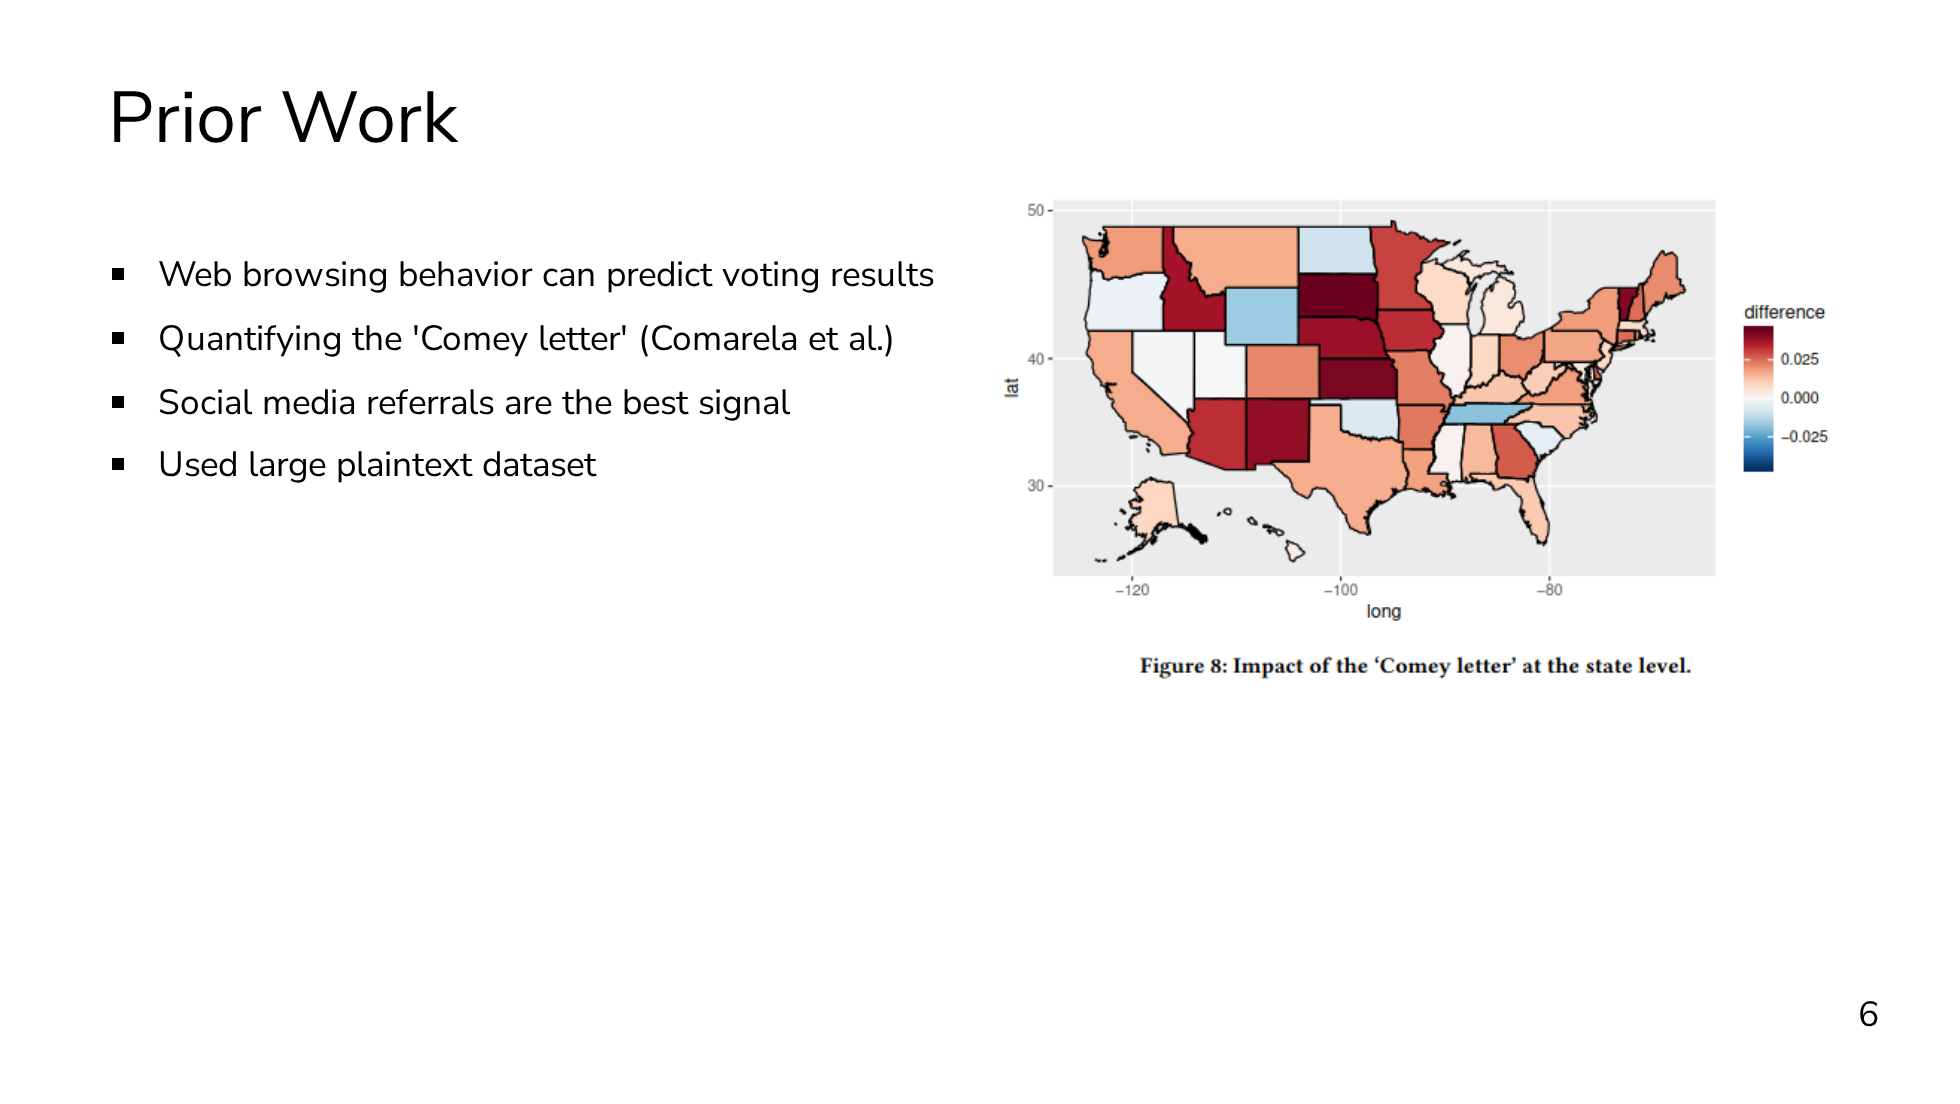 Prior Work
▪ Web browsing behavior can predict voting results
▪ Quantifying the 'Comey letter' (Comarela et al.)
▪ Social media referrals are the best signal
▪ Used large plaintext dataset
50
40
30
lat
−120
−100
−80
long
difference
0.025
0.000
−0.025
Figure 8: Impact of the ‘Comey letter’ at the state level.
6